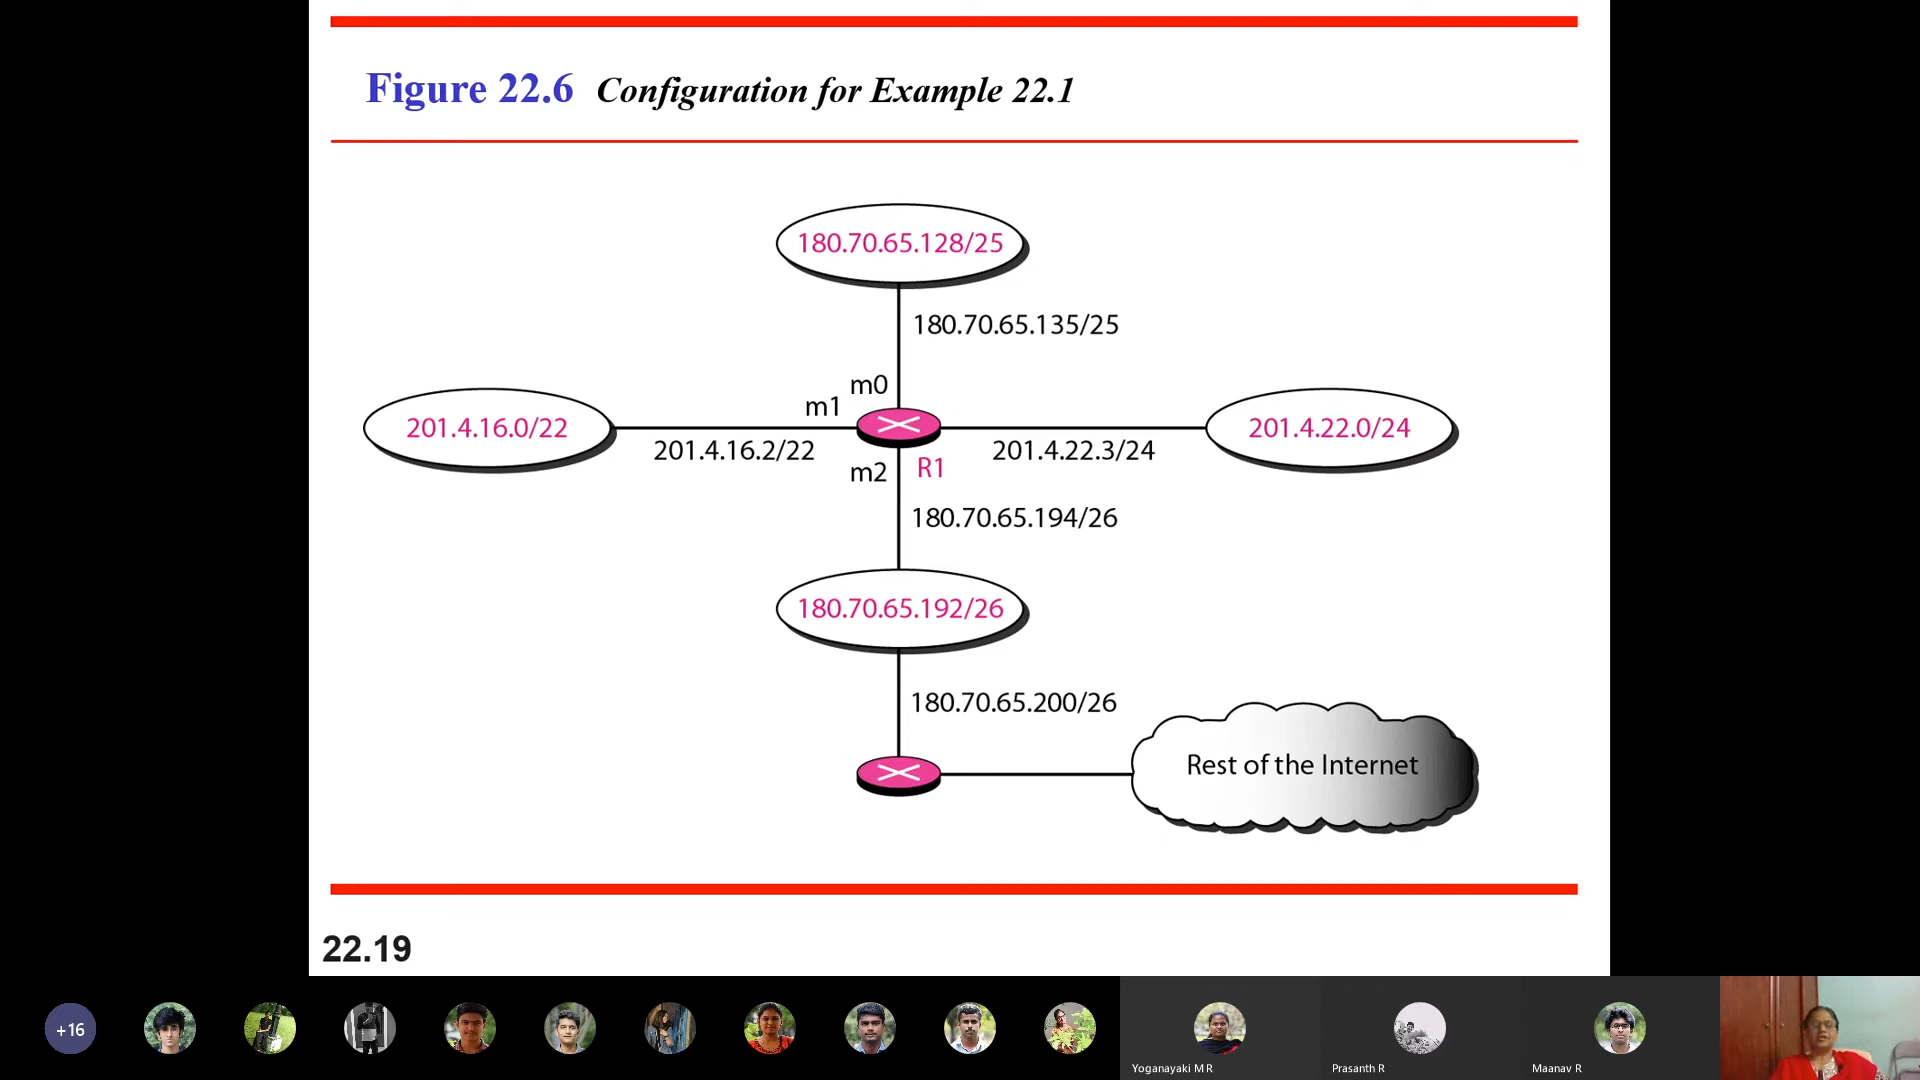 Figure 22.6 Configuration for Example 22.1
180.70.65.128/25
180.70.65.135/25
m0
m1
201.4.16.0/22
201.4.22.0/24
201.4.16.2/22
201.4.22.3/24
m2
R1
180.70.65.194/26
180.70.65.192/26
180.70.65.200/26
Rest of the Internet
22.19
+16
Yoganayaki M R
Prasanth R
Maanav R